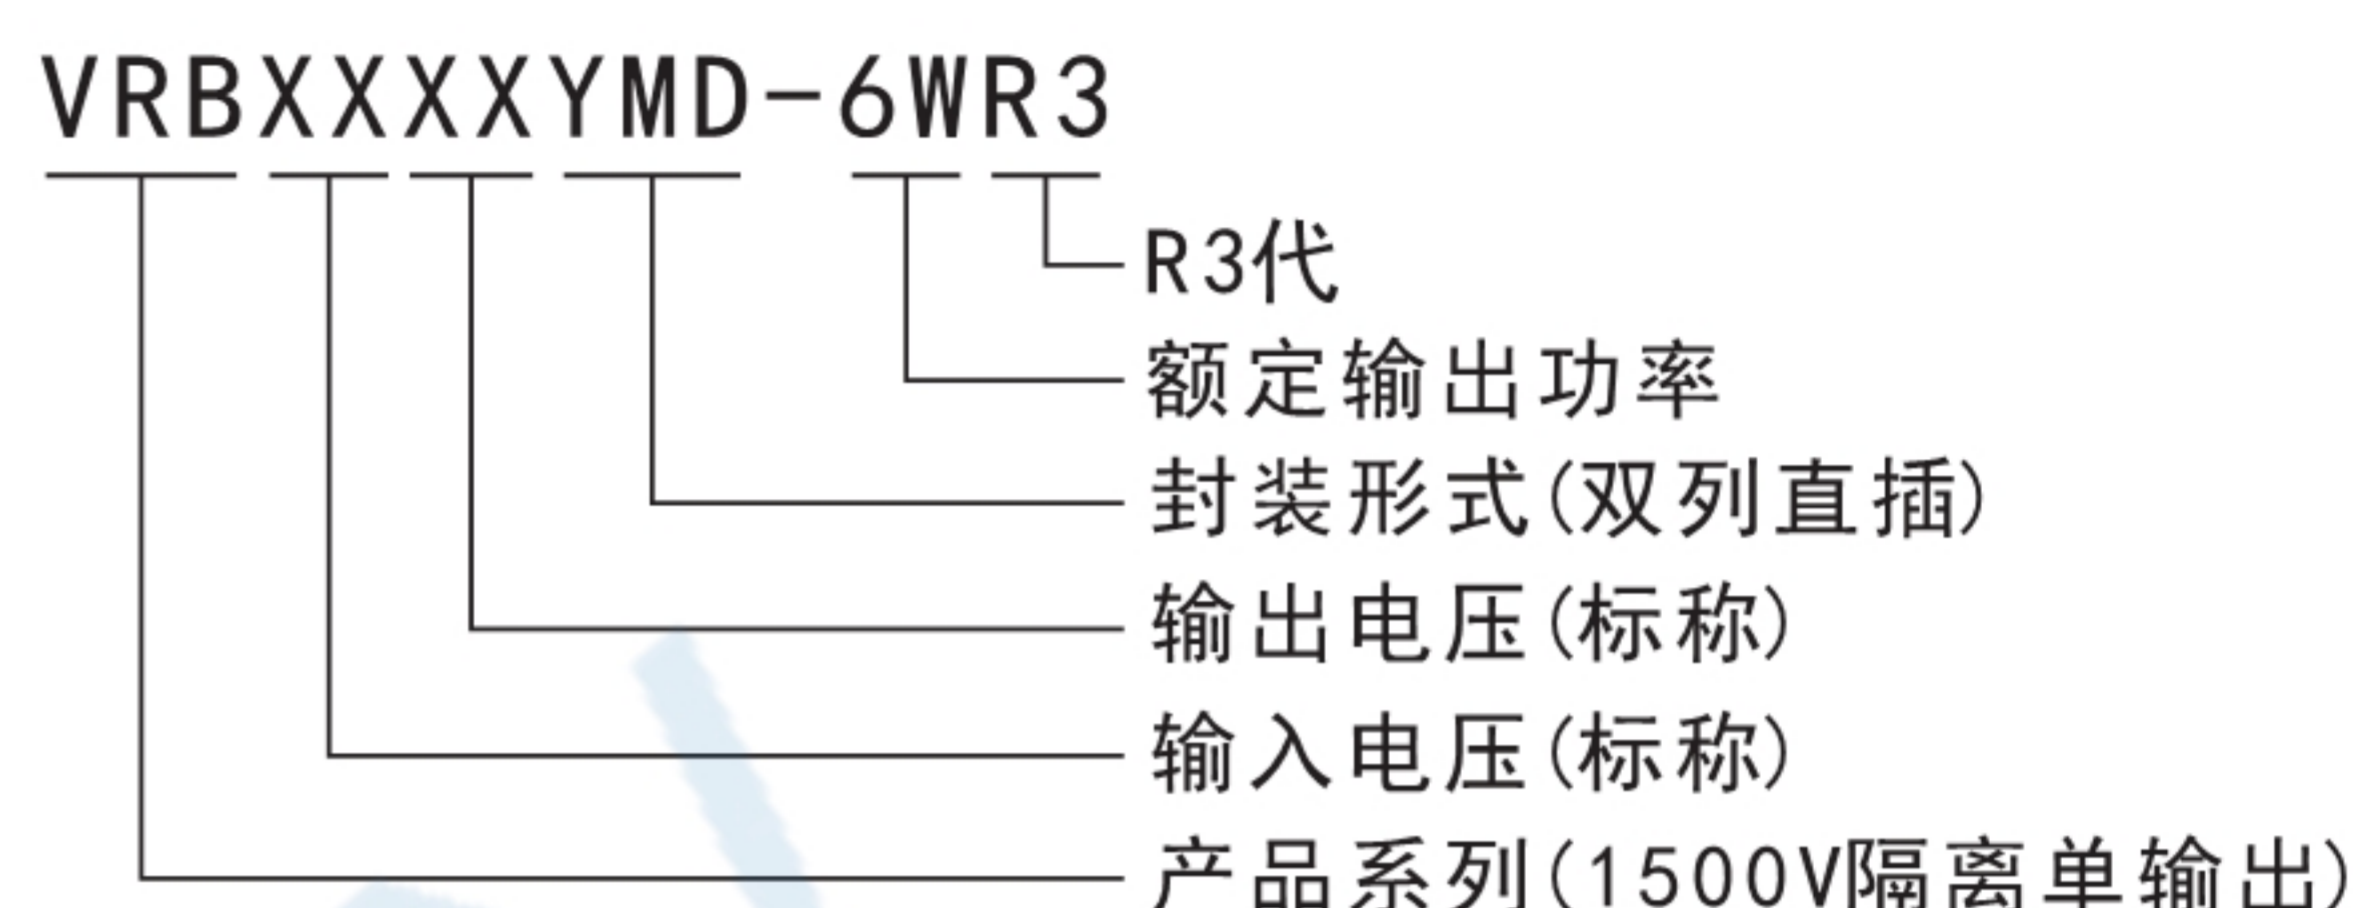 VRBXXXXYMD-6WR3
R3代
额定输出功率
封装形式(双列直插)
输出电压(标称)
输入电压(标称)
产品系列(1500V隔离单输出)